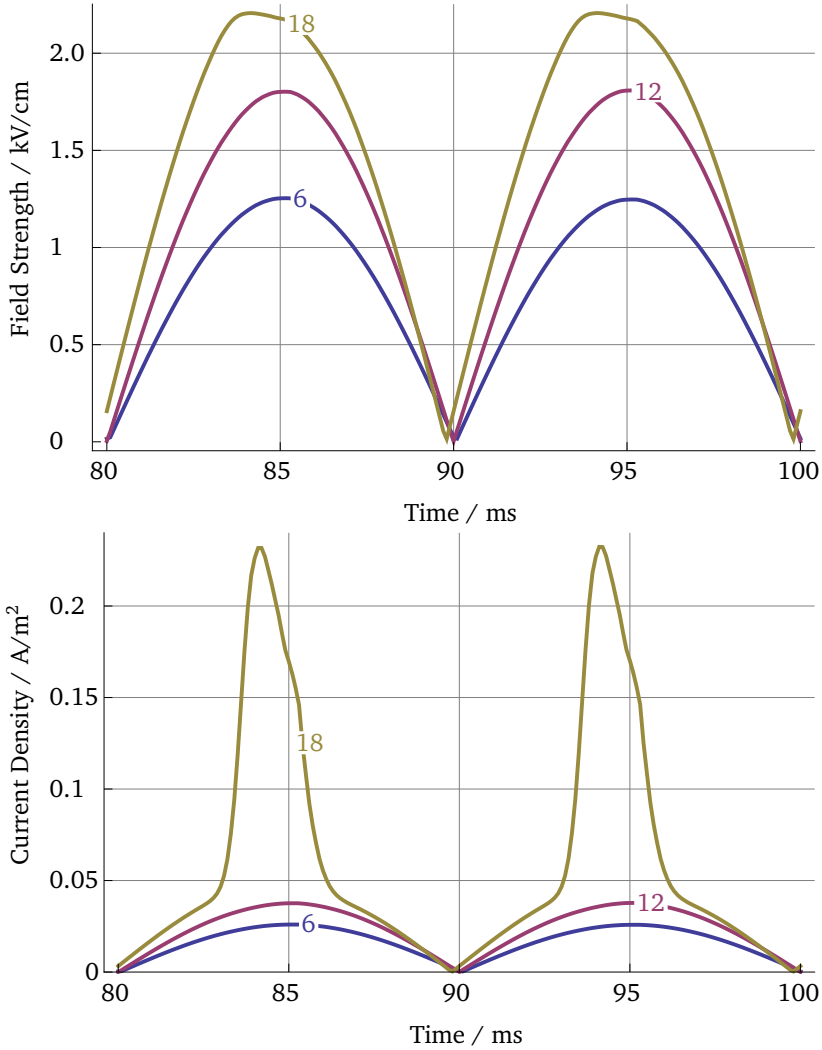 18
2.0
12
1.5
6
1
0.5
0
80 85 90 95 100
Field Strength / kV/cm
Time / ms
0.2
0.15
18
0.1
0.05
12
6
0
80 85 90 95 100
Current Density / A/m²
Time / ms